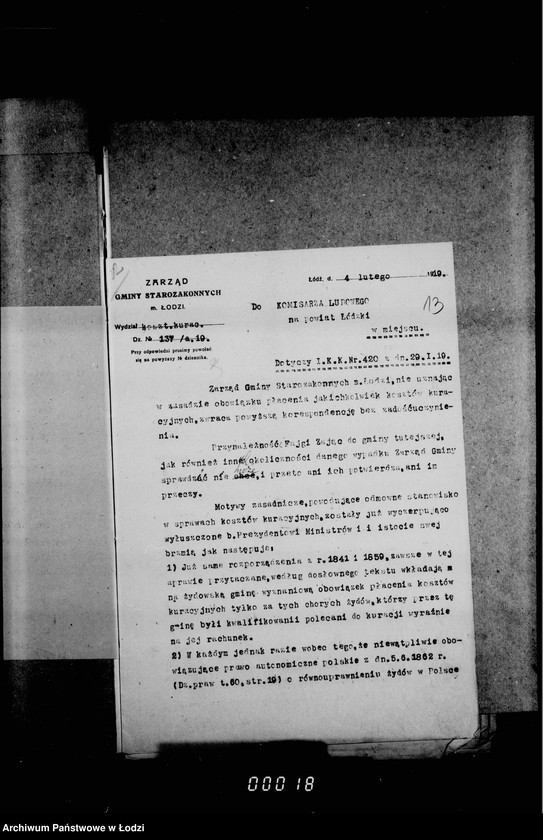 ZARZĄD
GMINY STAROZAKONNYCH
m. ŁODZI.
Wydział koszt.kurac.
Dz. № 137 /a.19.
Przy odpowiedzi prosimy powołać
się na powyższy № dziennika.
Łódź, d. 4 lutego 1919.
13
Do KOMISARZA LUDOWEGO
na powiat Łódzki
w miejscu.
Dotyczy I.K.K.Nr.420 z dn.29.I.19.
Zarząd Gminy Starozakonnych m.Łodzi,nie uznając
w zasadzie obowiązku płacenia jakichkolwiek kosztów kura-
cyjnych,zwraca powyższą korespondencję bez zadośćuczynie-
nia.
Przynależność Fajgi Zając do gminy tutejszej,
jak również inne okoliczności danego wypadku Zarząd Gminy
sprawdzać nie może,i przeto ani ich potwierdza,ani im
przeczy.
Motywy zasadnicze,powodujące odmowne stanowisko
w sprawach kosztów kuracyjnych,zostały już wyczerpująco
wyłuszczone b.Prezydentowi Ministrów i i istocie swej
brzmią jak następuje:
1) Już same rozporządzenia z r.1841 i 1859,zawsze w tej
sprawie przytaczane,według dosłownego tekstu wkładają m
ną żydowską gminę wyznaniową obowiązek płacenia kosztów
kuracyjnych tylko za tych chorych żydów,którzy przez tę
gminę byli kwalifikowani i polecani do kuracji wyraźnie
na jej rachunek.
2) W każdym jednak razie wobec tego,że niewątpliwie obo-
wiązujące prawo autonomiczne polskie z dn.5.6.1862 r.
(Dz.praw t.60,str.19) o równouprawnieniu żydów w Polsce
000018
Archiwum Państwowe w Łodzi